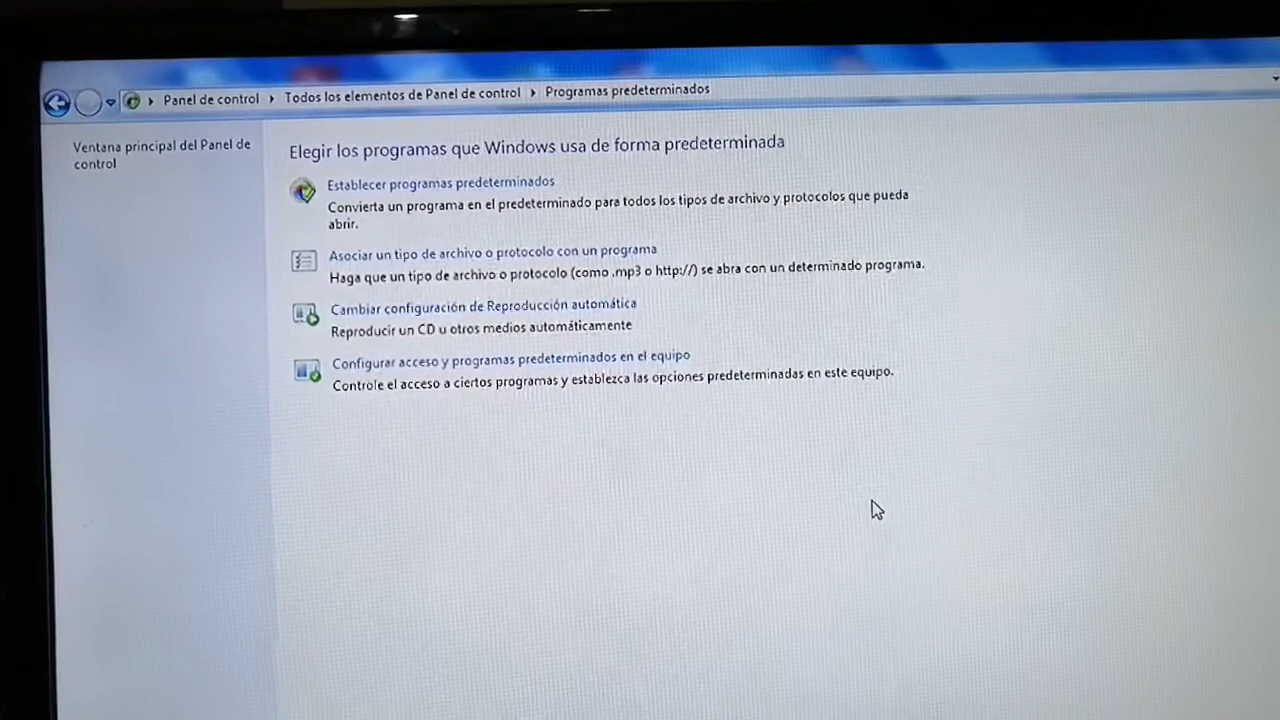 Panel de control Todos los elementos de Panel de control Programas predeterminados
Ventana principal del Panel de
control
Elegir los programas que Windows usa de forma predeterminada
Establecer programas predeterminados
Convierta un programa en el predeterminado para todos los tipos de archivo y protocolos que pueda
abrir.
Asociar un tipo de archivo o protocolo con un programa
Haga que un tipo de archivo o protocolo (como .mp3 o http://) se abra con un determinado programa.
Cambiar configuración de Reproducción automática
Reproducir un CD u otros medios automáticamente
Configurar acceso y programas predeterminados en el equipo
Controle el acceso a ciertos programas y establezca las opciones predeterminadas en este equipo.